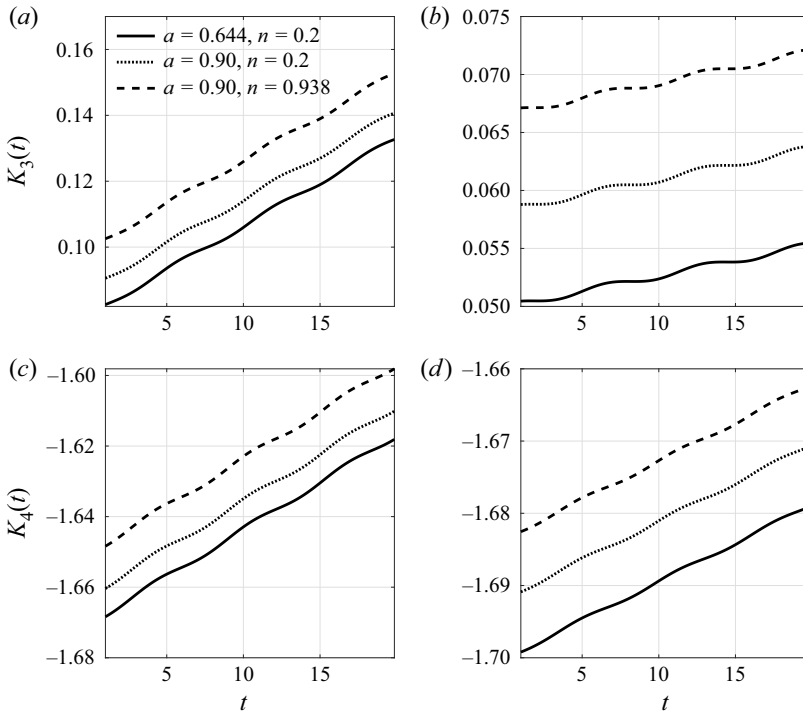 (a)
0.16
0.14
0.12
0.10
K3(t)
a = 0.644, n = 0.2
a = 0.90, n = 0.2
a = 0.90, n = 0.938
5
10
15
(b)
0.075
0.070
0.065
0.060
0.055
0.050
5
10
15
(c)
–1.60
–1.62
–1.64
–1.66
–1.68
K4(t)
5
10
15
t
(d)
–1.66
–1.67
–1.68
–1.69
–1.70
5
10
15
t